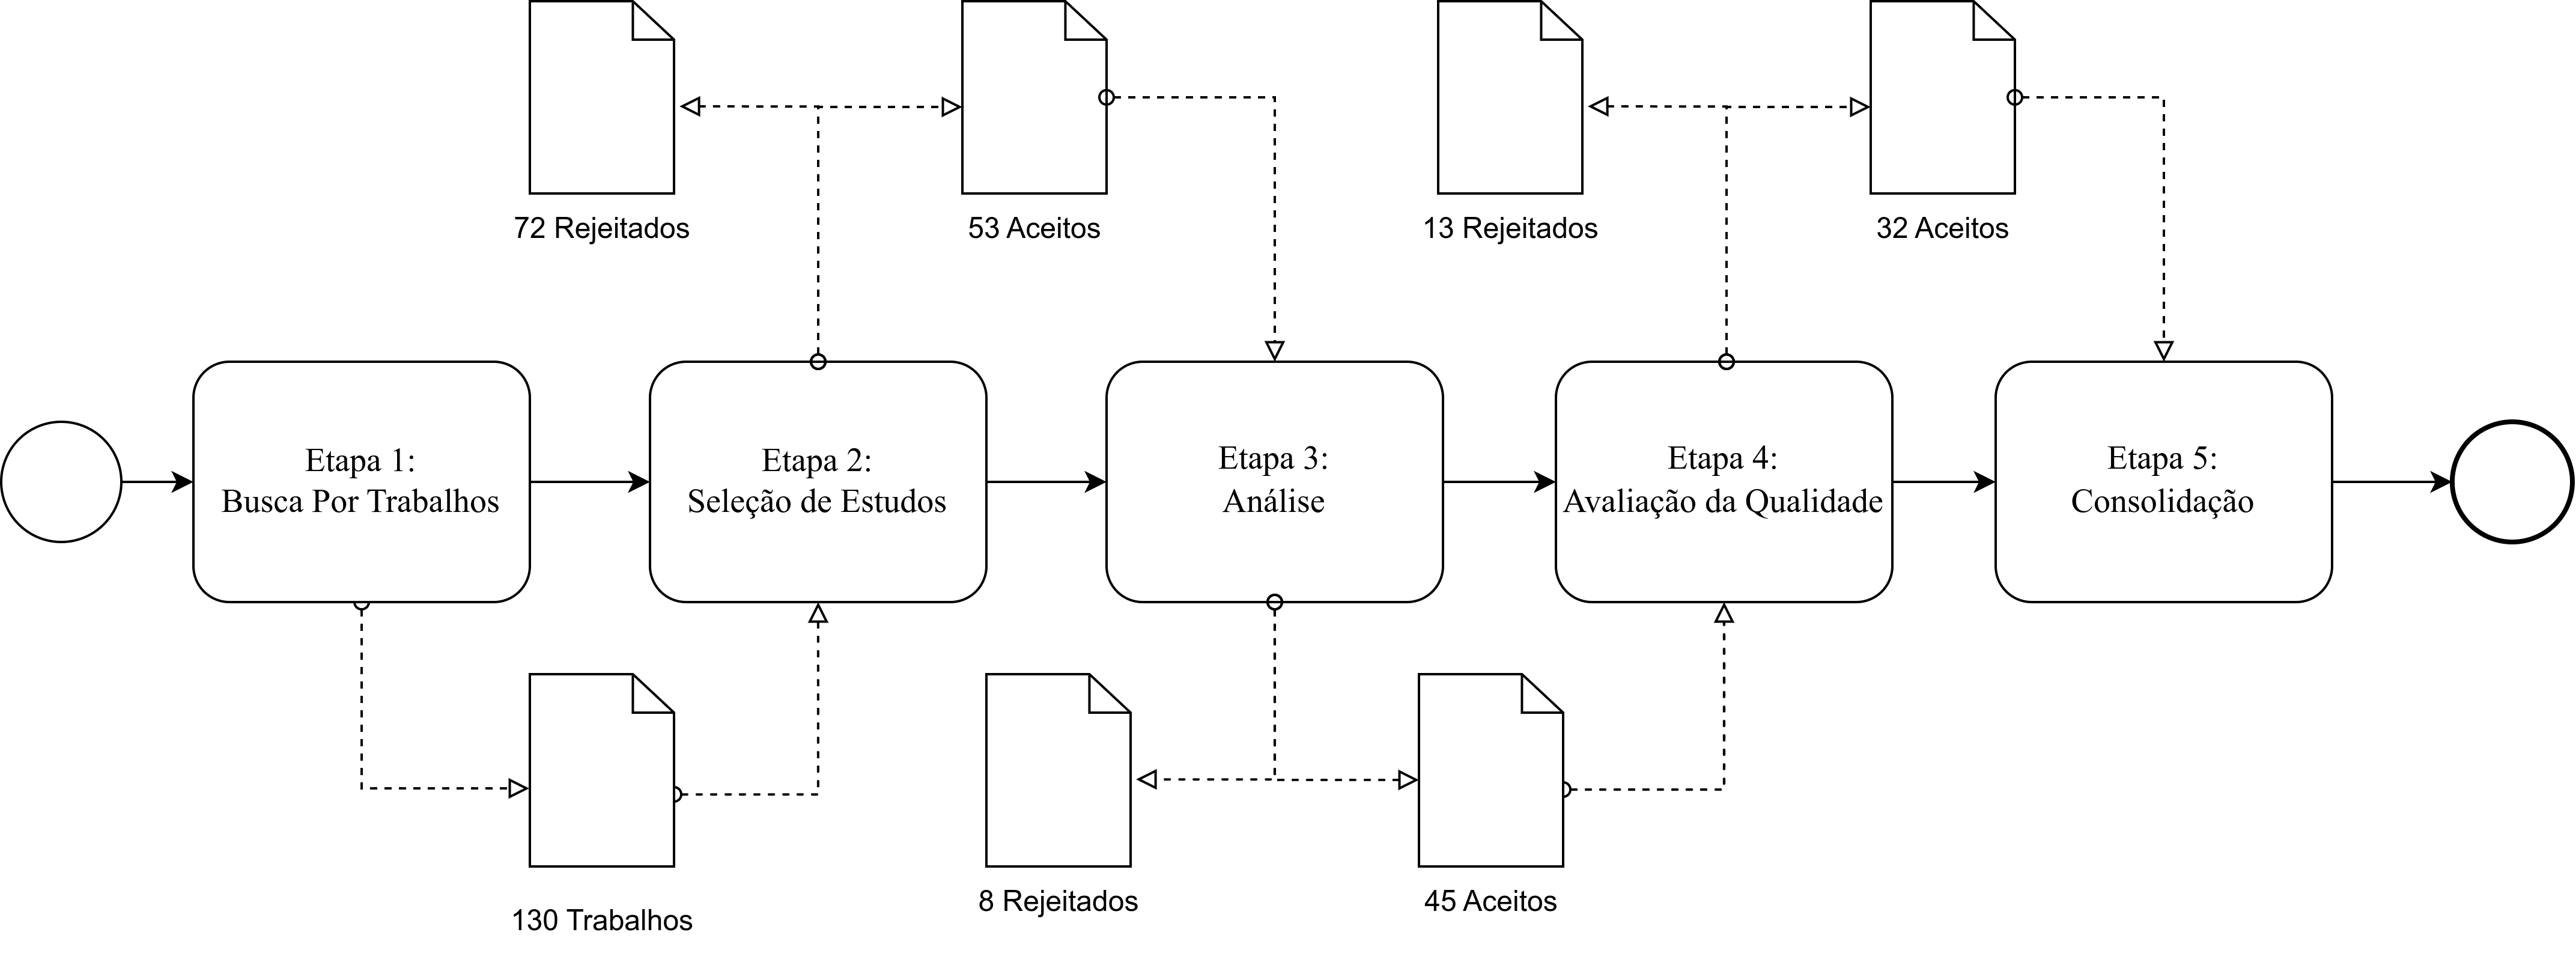 72 Rejeitados
53 Aceitos
13 Rejeitados
32 Aceitos
Etapa 1:
Busca Por Trabalhos
Etapa 2:
Seleção de Estudos
Etapa 3:
Análise
Etapa 4:
Avaliação da Qualidade
Etapa 5:
Consolidação
130 Trabalhos
8 Rejeitados
45 Aceitos